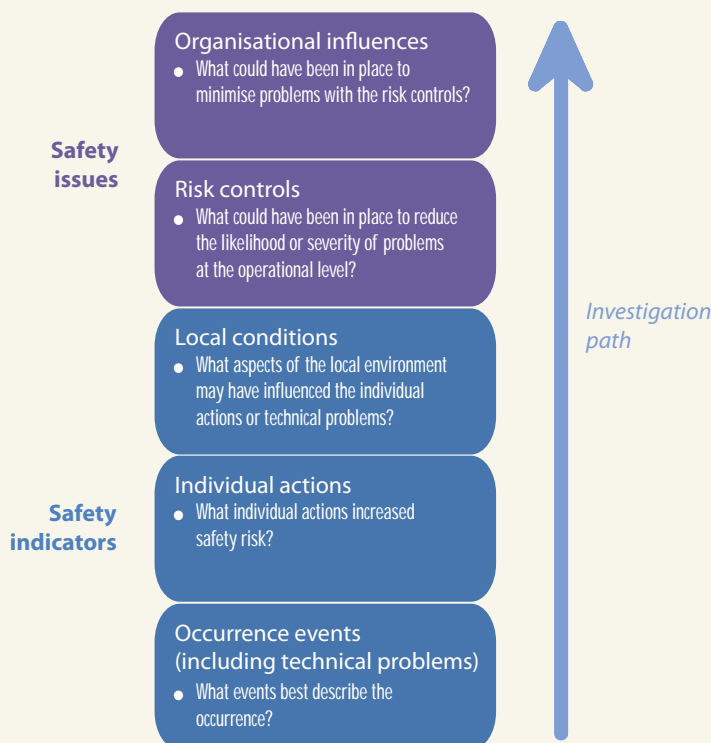 Organisational influences
• What could have been in place to
minimise problems with the risk controls?
Safety
issues
Risk controls
• What could have been in place to reduce
the likelihood or severity of problems
at the operational level?
Investigation
path
Local conditions
• What aspects of the local environment
may have influenced the individual
actions or technical problems?
Safety
indicators
Individual actions
• What individual actions increased
safety risk?
Occurrence events
(including technical problems)
• What events best describe the
occurrence?